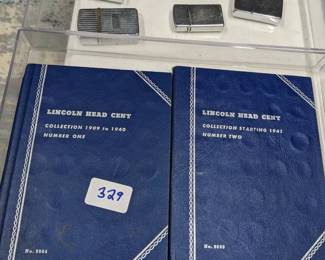 LINCOLN HEAD CENT
COLLECTION 1909 to 1940
NUMBER ONE
329
LINCOLN HEAD CENT
COLLECTION STARTING 1941
NUMBER TWO